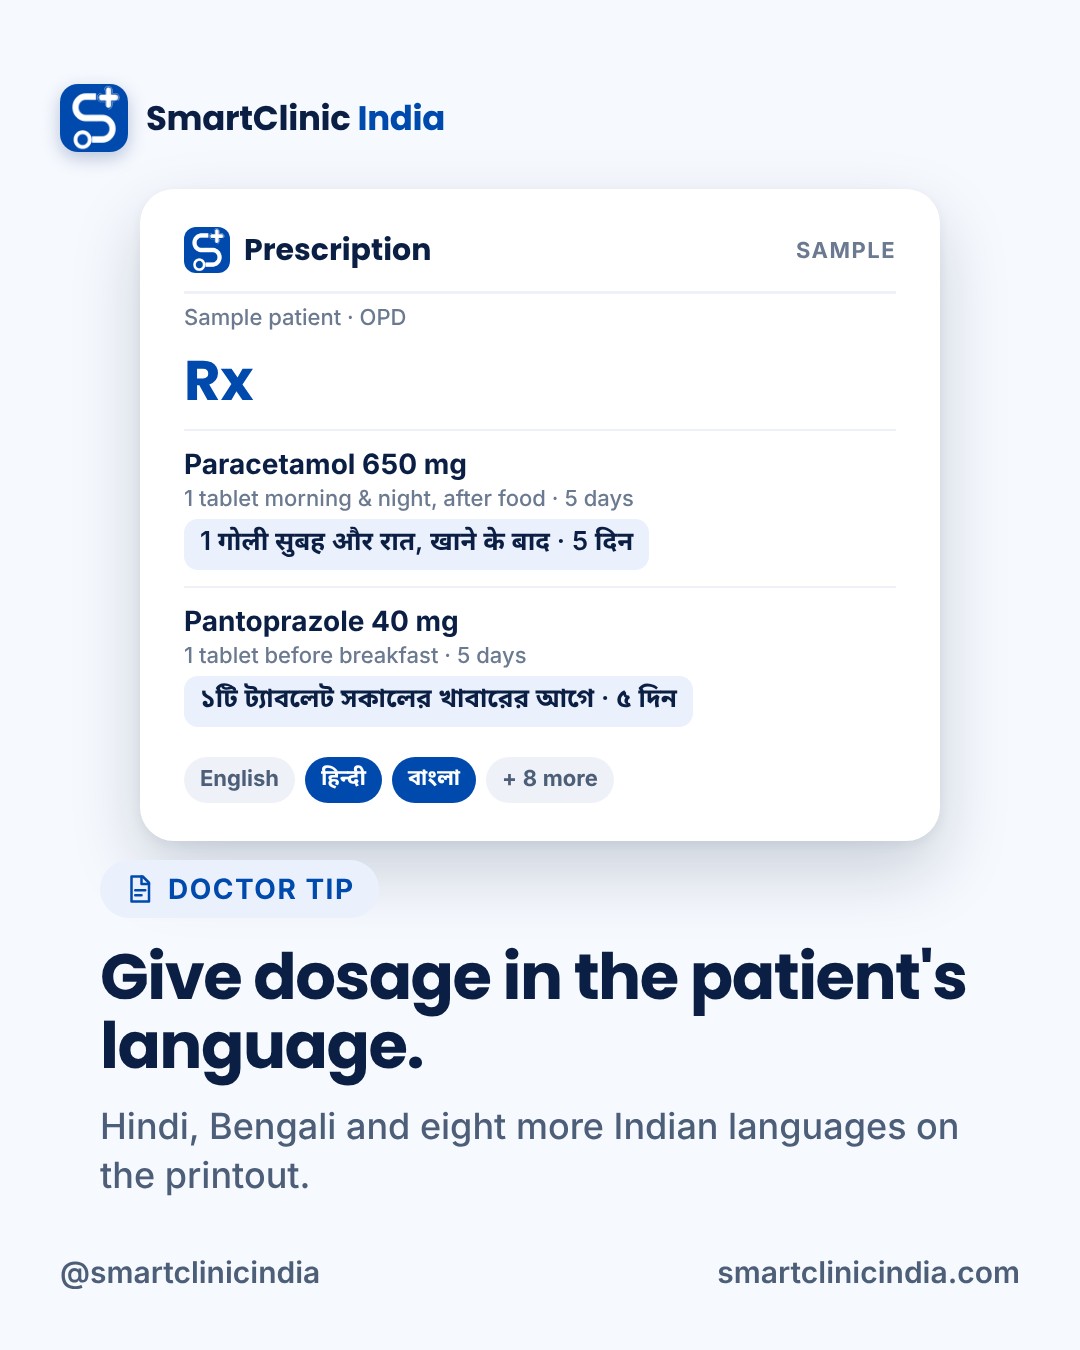 SmartClinic India
Prescription
SAMPLE
Sample patient · OPD
Rx
Paracetamol 650 mg
1 tablet morning & night, after food · 5 days
1 गोली सुबह और रात, खाने के बाद · 5 दिन
Pantoprazole 40 mg
1 tablet before breakfast · 5 days
১টি ট্যাবলেট সকালের খাবারের আগে · ৫ দিন
English हिन्दी বাংলা + 8 more
DOCTOR TIP
Give dosage in the patient's
language.
Hindi, Bengali and eight more Indian languages on
the printout.
@smartclinicindia
smartclinicindia.com